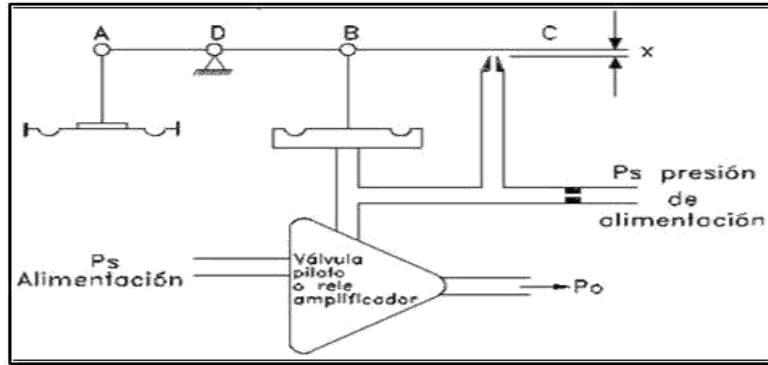 A
D
B
C
x
Ps presión
de
alimentación
Ps
Alimentación
Válvula
piloto
o rele
amplificador
Po